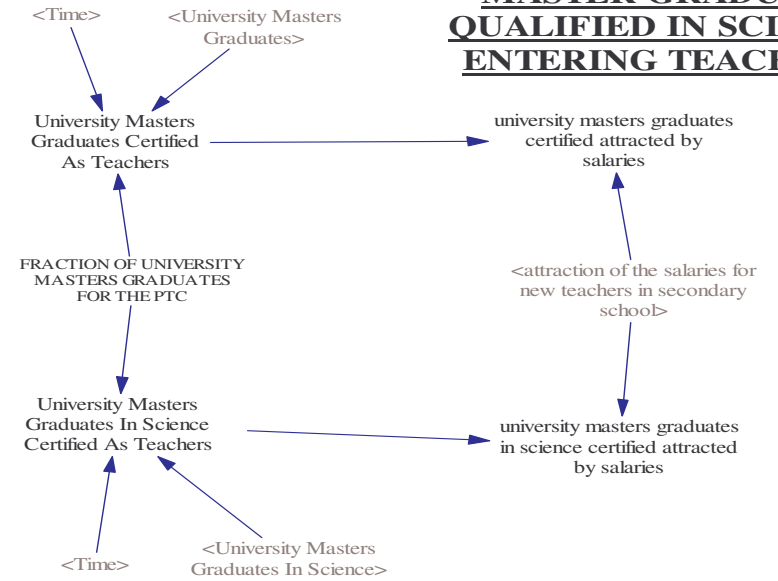 MASTER GRADU
QUALIFIED IN SCI
ENTERING TEACH
<Time>
<University Masters
Graduates>
University Masters
Graduates Certified
As Teachers
university masters graduates
certified attracted by
salaries
FRACTION OF UNIVERSITY
MASTERS GRADUATES
FOR THE PTC
<attraction of the salaries for
new teachers in secondary
school>
University Masters
Graduates In Science
Certified As Teachers
university masters graduates
in science certified attracted
by salaries
<Time>
<University Masters
Graduates In Science>